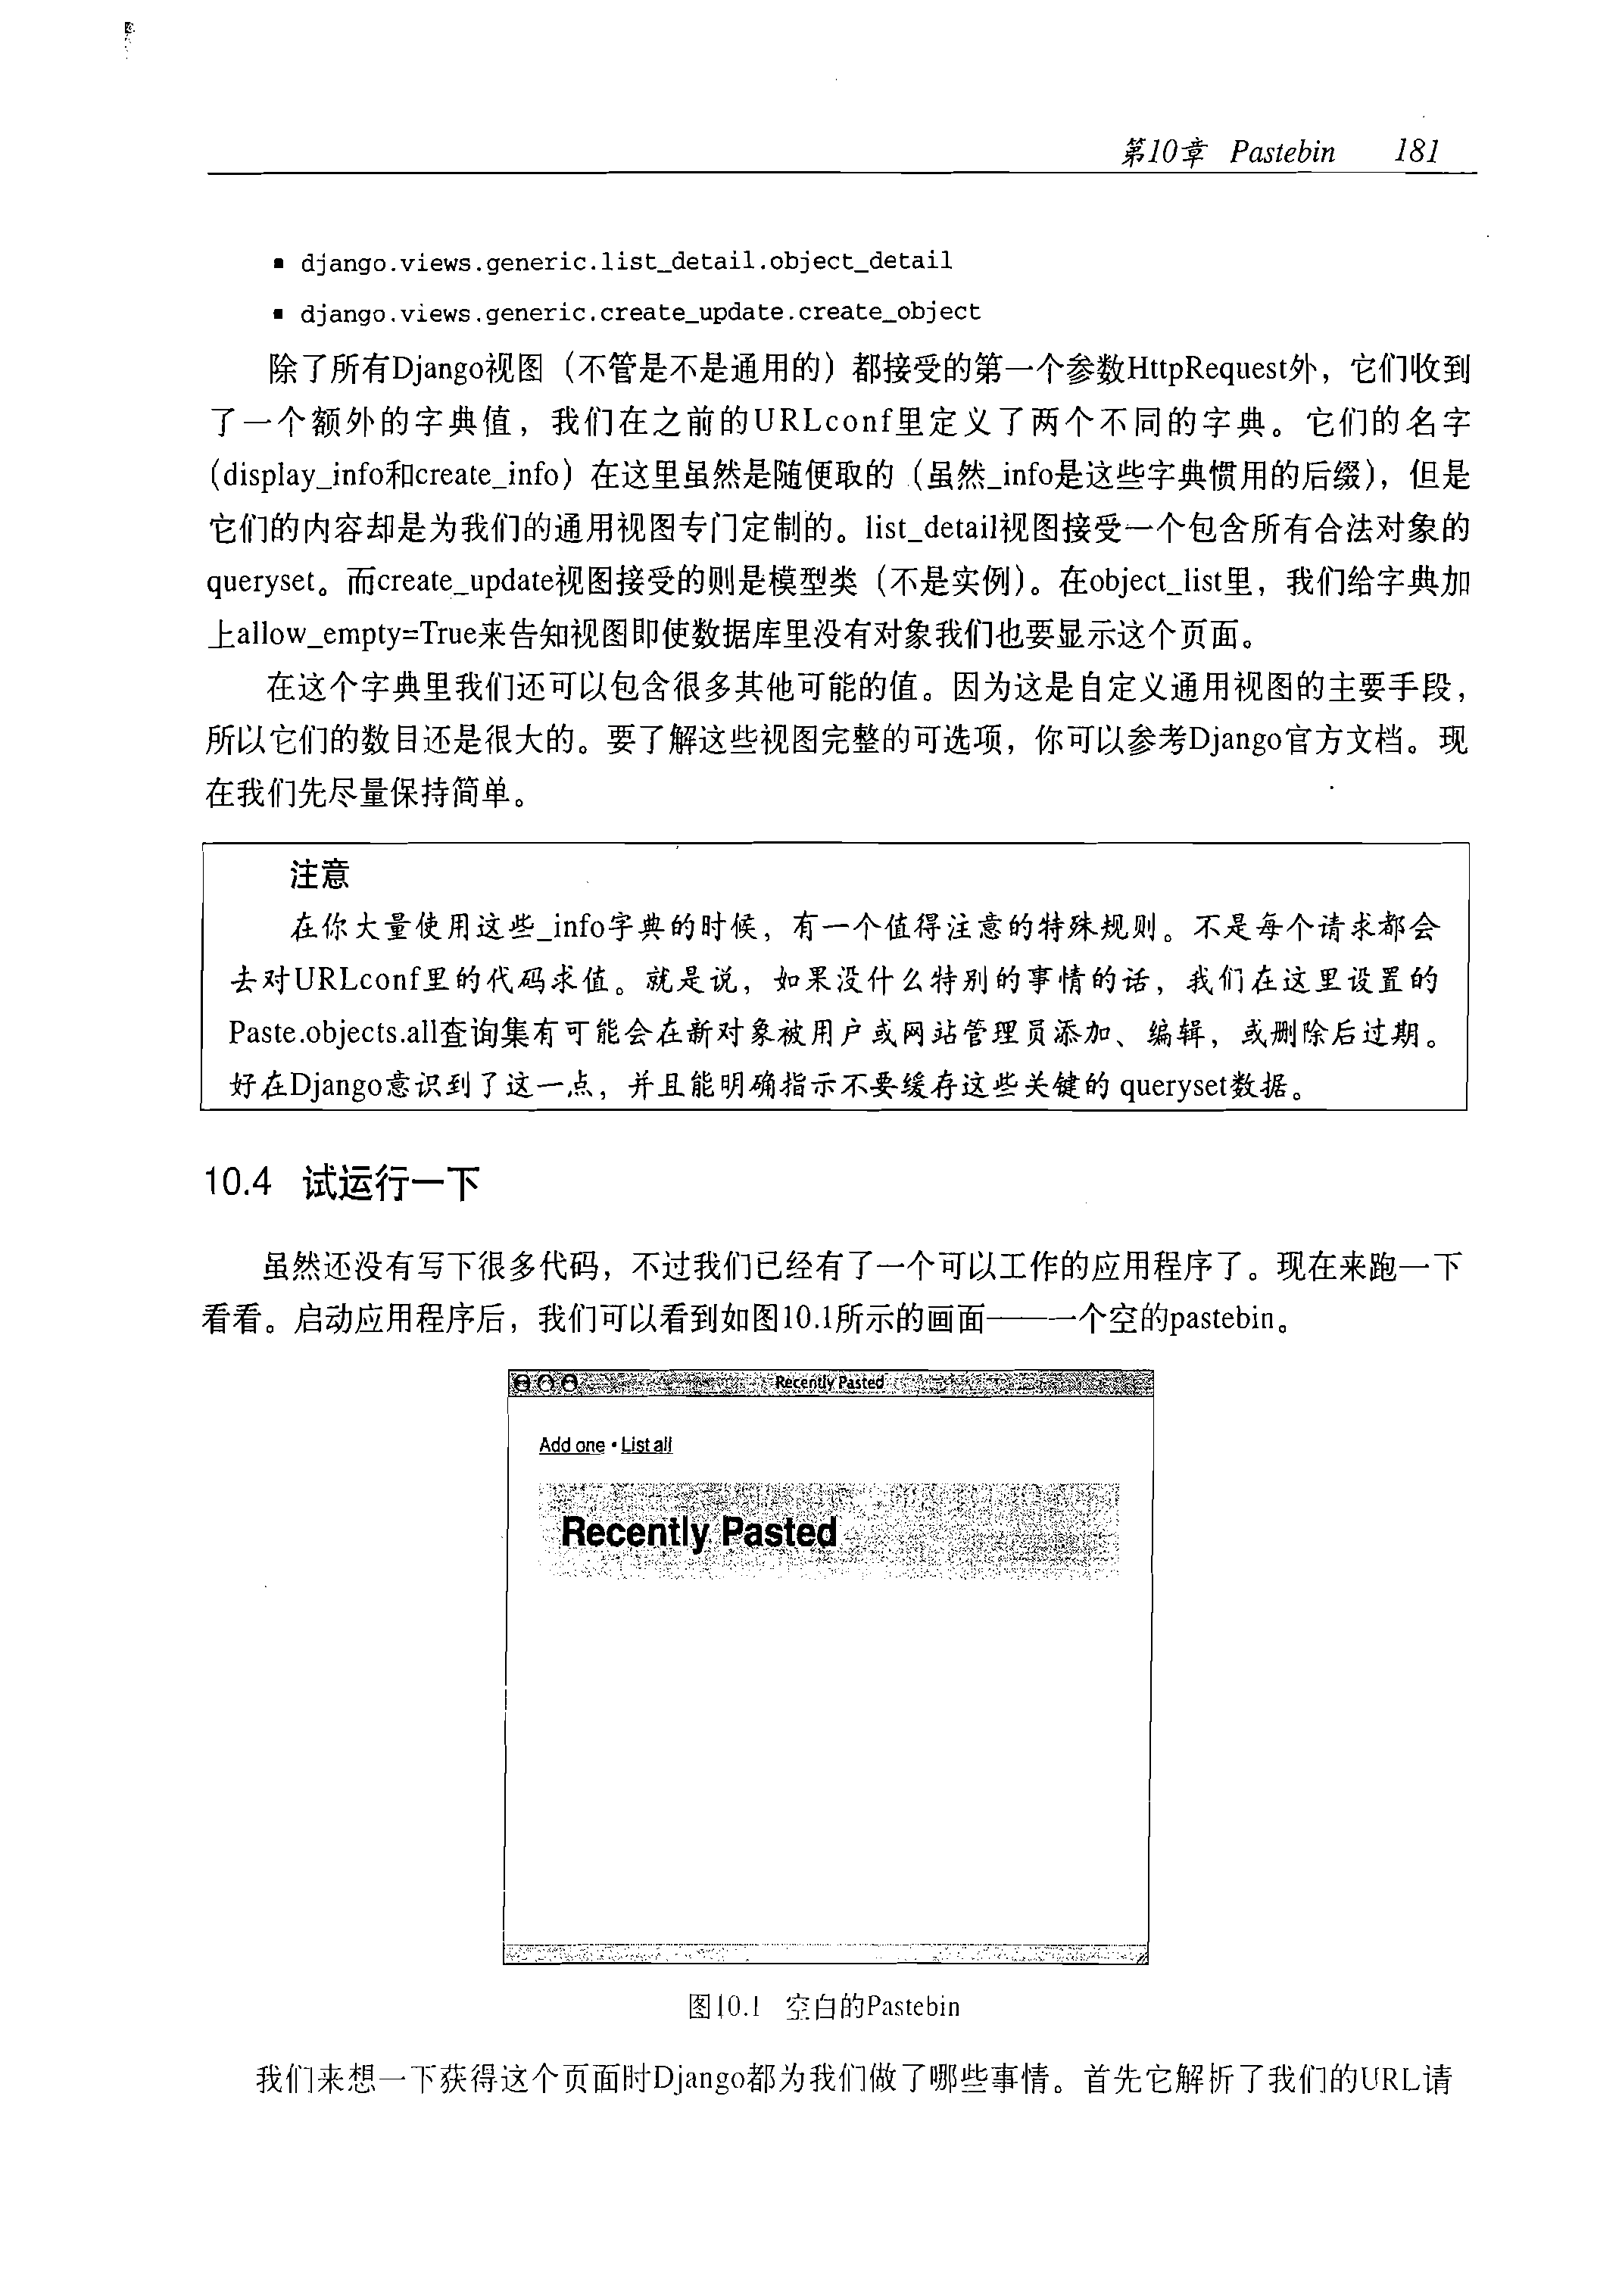 第10章 Pastebin 181
▪ django.views.generic.list_detail.object_detail
▪ django.views.generic.create_update.create_object
除了所有Django视图（不管是不是通用的）都接受的第一个参数HttpRequest外，它们收到
了一个额外的字典值，我们在之前的URLconf里定义了两个不同的字典。它们的名字
(display_info和create_info）在这里虽然是随便取的（虽然_info是这些字典惯用的后缀），但是
它们的内容却是为我们的通用视图专门定制的。list_detail视图接受一个包含所有合法对象的
queryset。而create_update视图接受的则是模型类（不是实例）。在object_list里，我们给字典加
上allow_empty=True来告知视图即使数据库里没有对象我们也要显示这个页面。
在这个字典里我们还可以包含很多其他可能的值。因为这是自定义通用视图的主要手段，
所以它们的数目还是很大的。要了解这些视图完整的可选项，你可以参考Django官方文档。现
在我们先尽量保持简单。
注意
在你大量使用这些_info字典的时候，有一个值得注意的特殊规则。不是每个请求都会
去对URLconf里的代码求值。就是说，如果没什么特别的事情的话，我们在这里设置的
Paste.objects.all查询集有可能会在新对象被用户或网站管理员添加、编辑，或删除后过期。
好在Django意识到了这一点，并且能明确指示不要缓存这些关键的 queryset数据。
10.4 试运行一下
虽然还没有写下很多代码，不过我们已经有了一个可以工作的应用程序了。现在来跑一下
看看。启动应用程序后，我们可以看到如图10.1所示的画面——一个空的pastebin。
Recently Pasted
Add one • List all
Recently Pasted
图10.1 空白的Pastebin
我们来想一下获得这个页面时Django都为我们做了哪些事情。首先它解析了我们的URL请